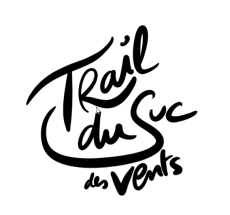 Trail
du Suc
des Vents